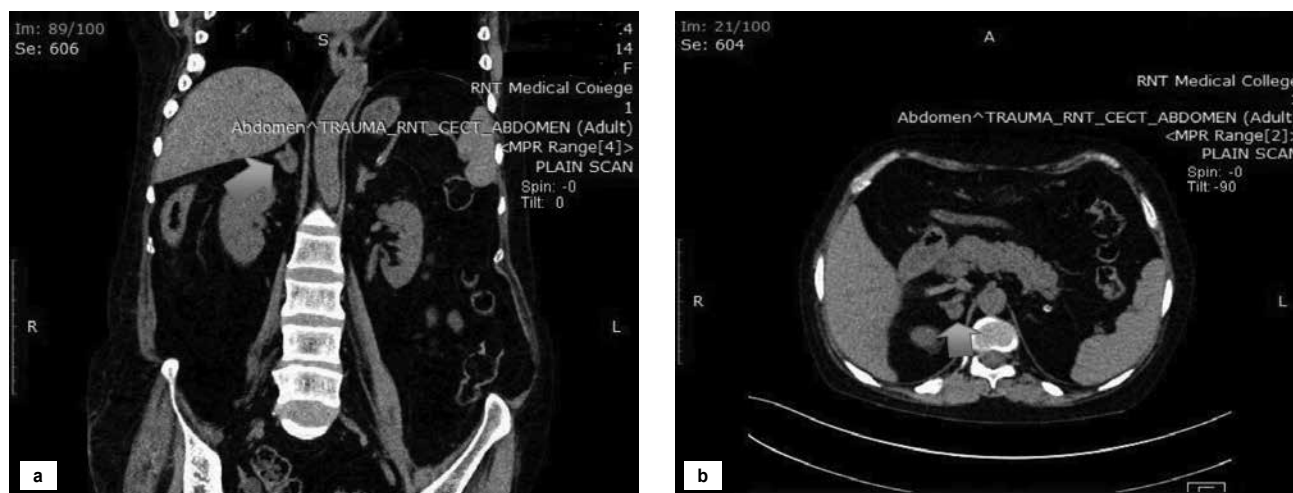 Im: 89/100
Se: 606
S
.4
14
F
RNT Medical College
1
Abdomen^TRAUMA_RNT_CECT_ABDOMEN (Adult)
<MPR Range[4]>
PLAIN SCAN
Spin: -0
Tilt: 0
R
L
a
Im: 21/100
Se: 604
A
RNT Medical College
Abdomen^TRAUMA_RNT_CECT_ABDOMEN (Adult)
<MPR Range[2]>
PLAIN SCAN
Spin: -0
Tilt: -90
R
L
b